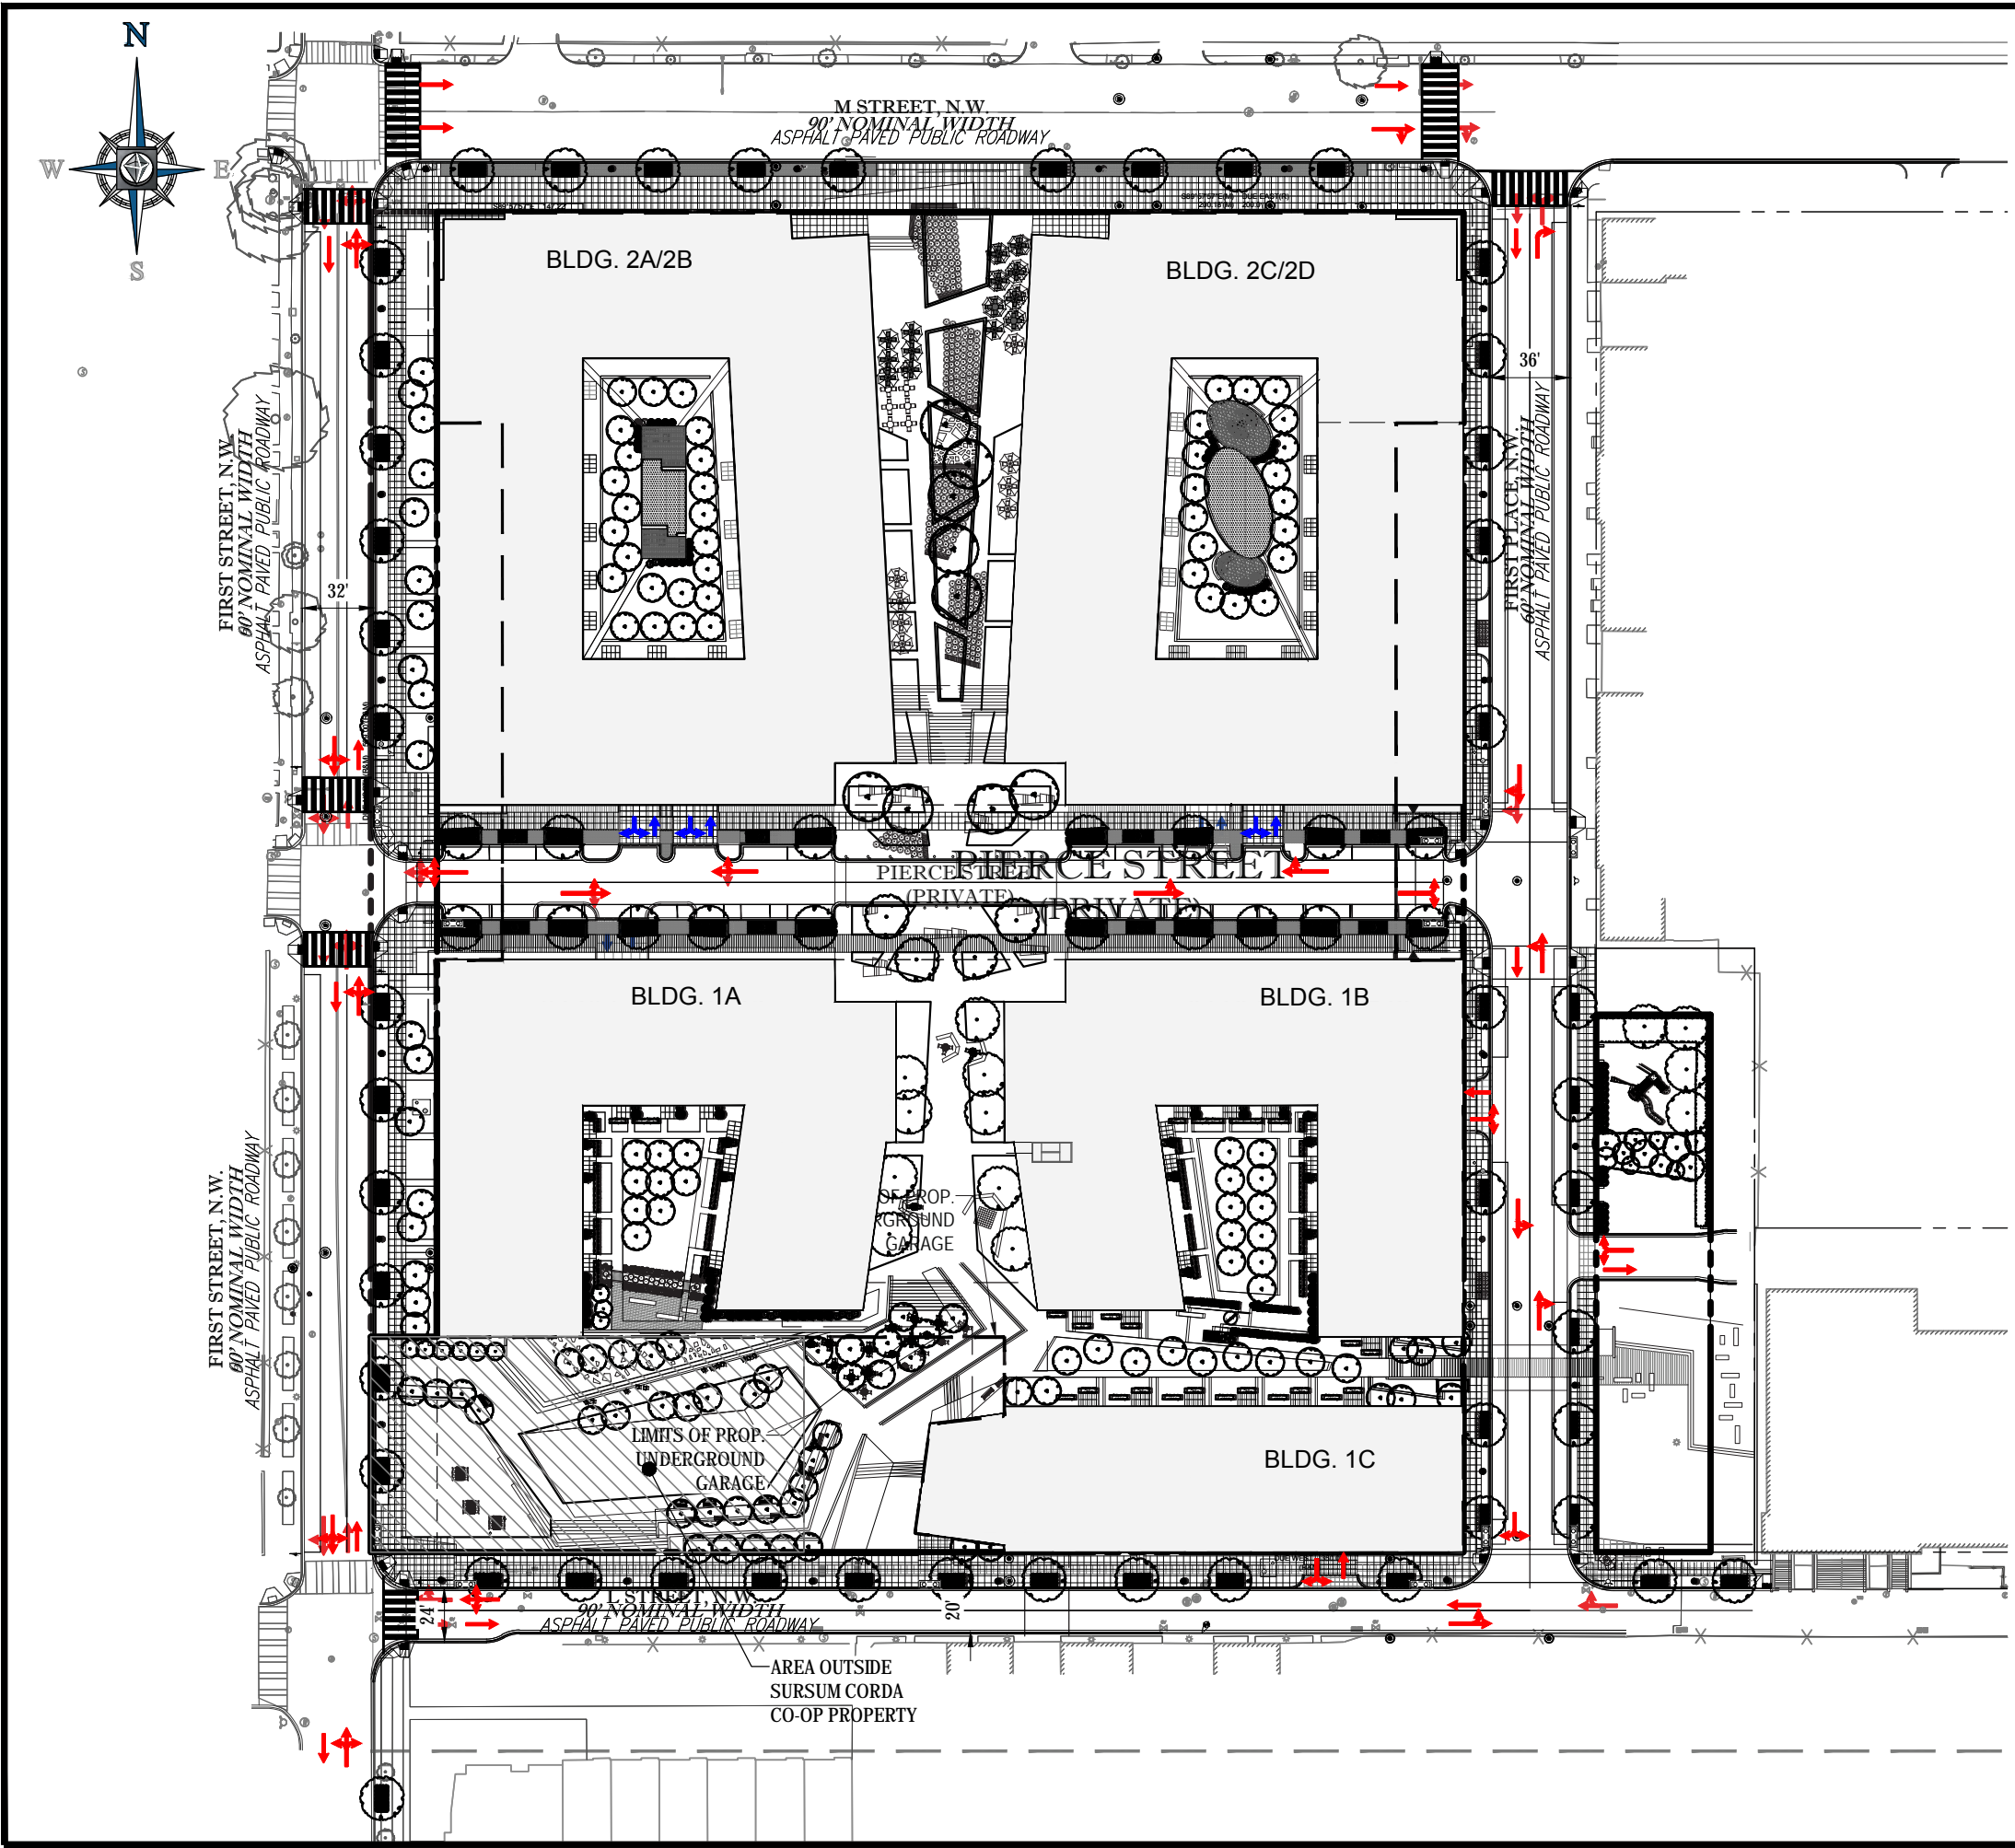 N
W
E
S
M STREET, N.W.
90' NOMINAL WIDTH
ASPHALT PAVED PUBLIC ROADWAY
BLDG. 2A/2B
BLDG. 2C/2D
FIRST STREET, N.W.
60' NOMINAL WIDTH
ASPHALT PAVED PUBLIC ROADWAY
32'
36'
FIRST PLACE, N.W.
60' NOMINAL WIDTH
ASPHALT PAVED PUBLIC ROADWAY
PIERCE STREET
(PRIVATE)
PIERCE STREET
(PRIVATE)
BLDG. 1A
BLDG. 1B
FIRST STREET, N.W.
60' NOMINAL WIDTH
ASPHALT PAVED PUBLIC ROADWAY
OF PROP.
RGROUND
GARAGE
LIMITS OF PROP.
UNDERGROUND
GARAGE
BLDG. 1C
L STREET, N.W.
90' NOMINAL WIDTH
ASPHALT PAVED PUBLIC ROADWAY
24'
20'
AREA OUTSIDE
SURSUM CORDA
CO-OP PROPERTY